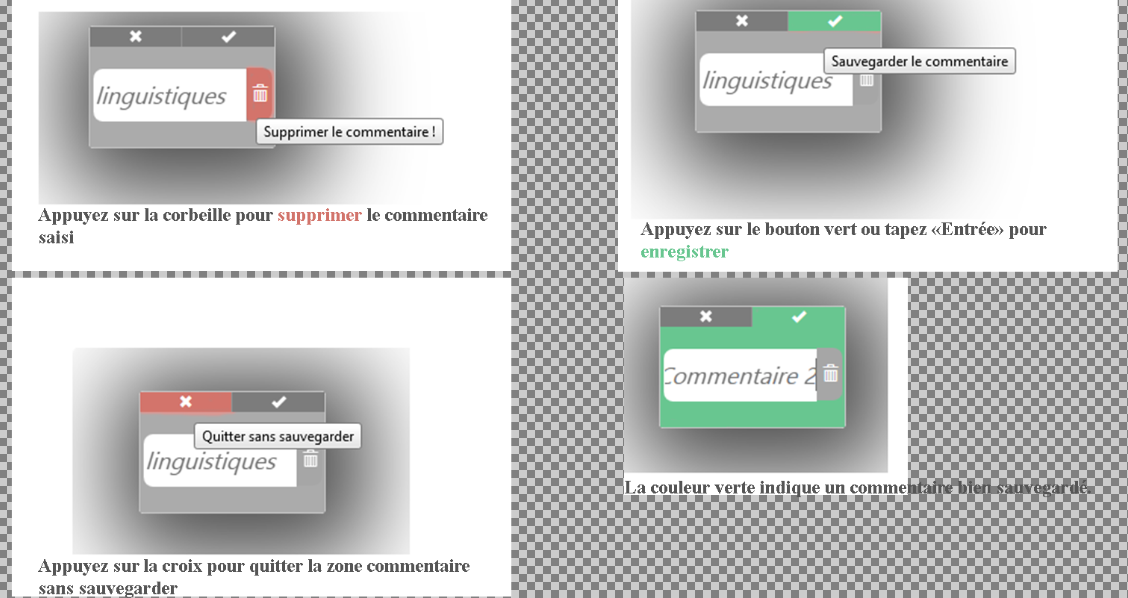 linguistiques
Supprimer le commentaire !
Appuyez sur la corbeille pour supprimer le commentaire
saisi
Sauvegarder le commentaire
linguistiques
Appuyez sur le bouton vert ou tapez «Entrée» pour
enregistrer
Quitter sans sauvegarder
linguistiques
Appuyez sur la croix pour quitter la zone commentaire
sans sauvegarder
Commentaire 2
La couleur verte indique un commentaire bien sauvegardé.